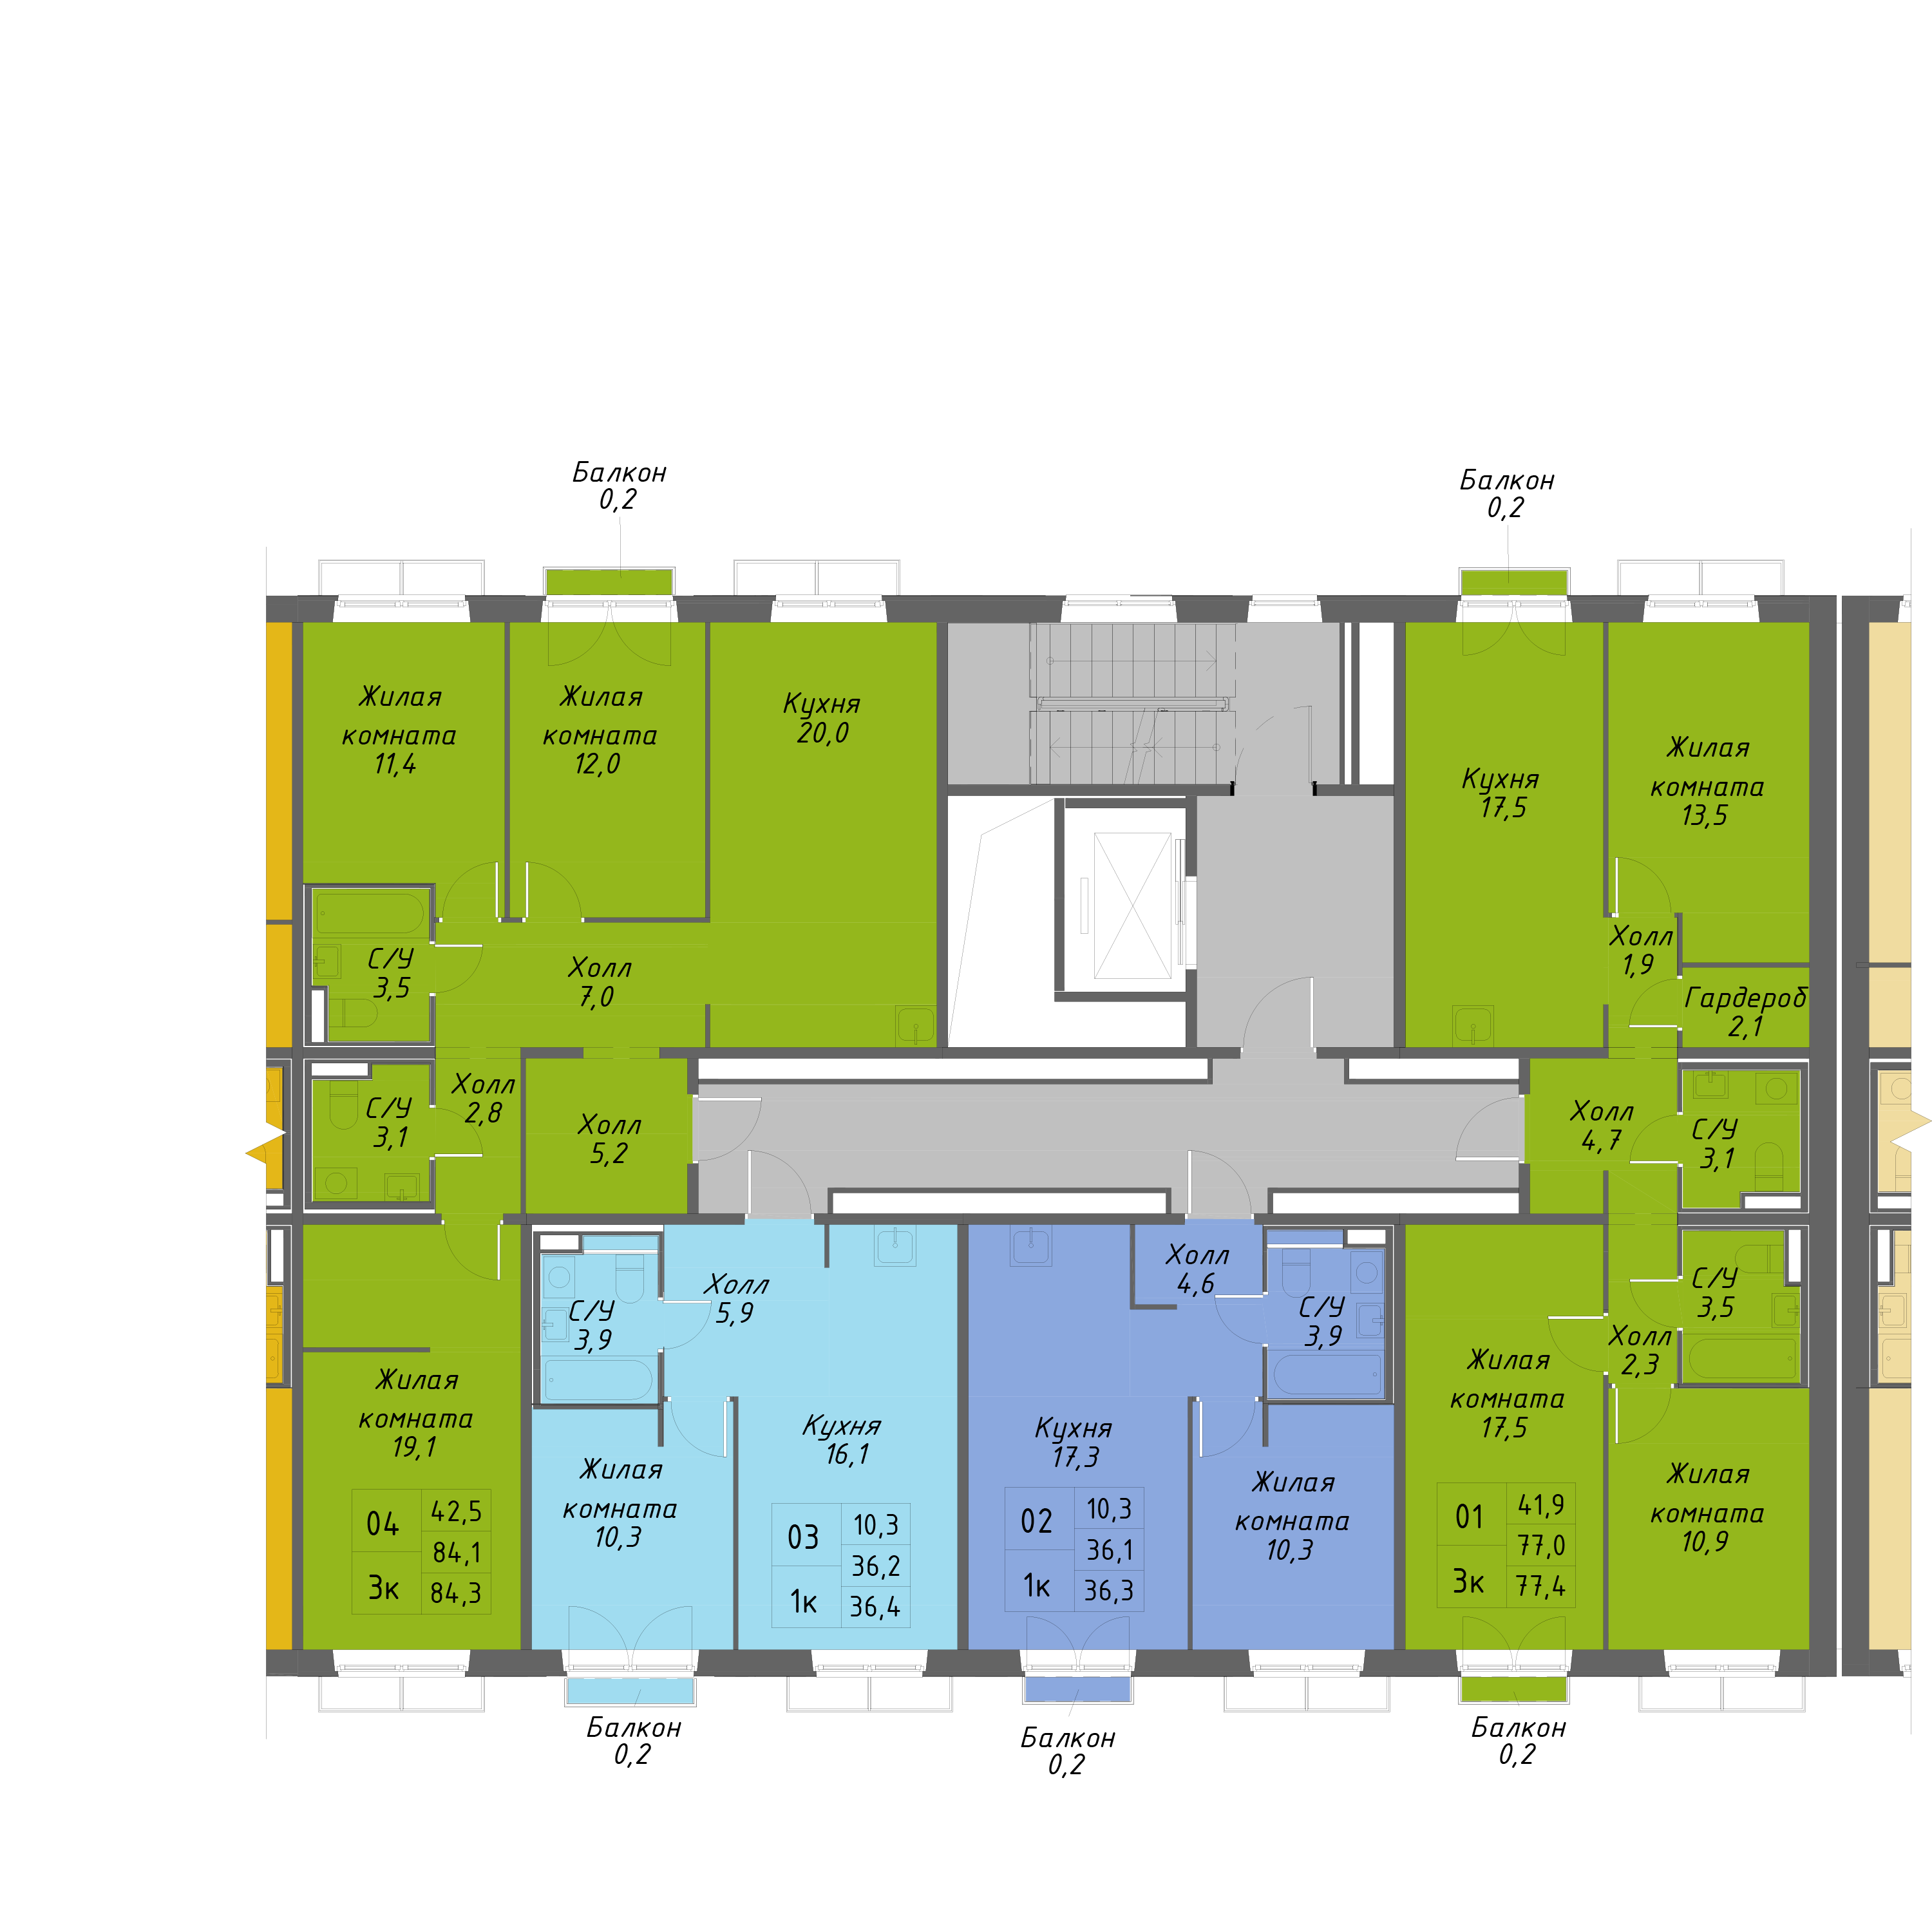 Балкон
0,2
Балкон
0,2
Жилая
комната
11,4
Жилая
комната
12,0
Кухня
20,0
Кухня
17,5
Жилая
комната
13,5
С/У
3,5
Холл
7,0
Холл
1,9
Гардероб
2,1
С/У
3,1
Холл
2,8
Холл
5,2
Холл
4,7
С/У
3,1
Жилая
комната
19,1
С/У
3,9
Холл
5,9
Кухня
16,1
Жилая
комната
10,3
Холл
4,6
С/У
3,9
Кухня
17,3
Жилая
комната
10,3
Жилая
комната
17,5
С/У
3,5
Холл
2,3
Жилая
комната
10,9
04
3к
42,5
84,1
84,3
03
1к
10,3
36,2
36,4
02
1к
10,3
36,1
36,3
01
3к
41,9
77,0
77,4
Балкон
0,2
Балкон
0,2
Балкон
0,2